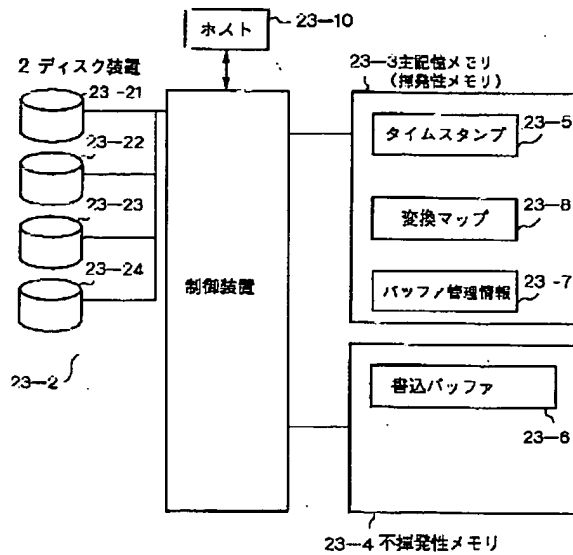 ホスト
23-10
2 ディスク装置
23-21
23-22
23-23
23-24
23-2
制御装置
23-3主記憶メモリ
(揮発性メモリ)
タイムスタンプ
23-5
変換マップ
23-8
バッファ管理情報
23-7
書込バッファ
23-6
23-4 不揮発性メモリ